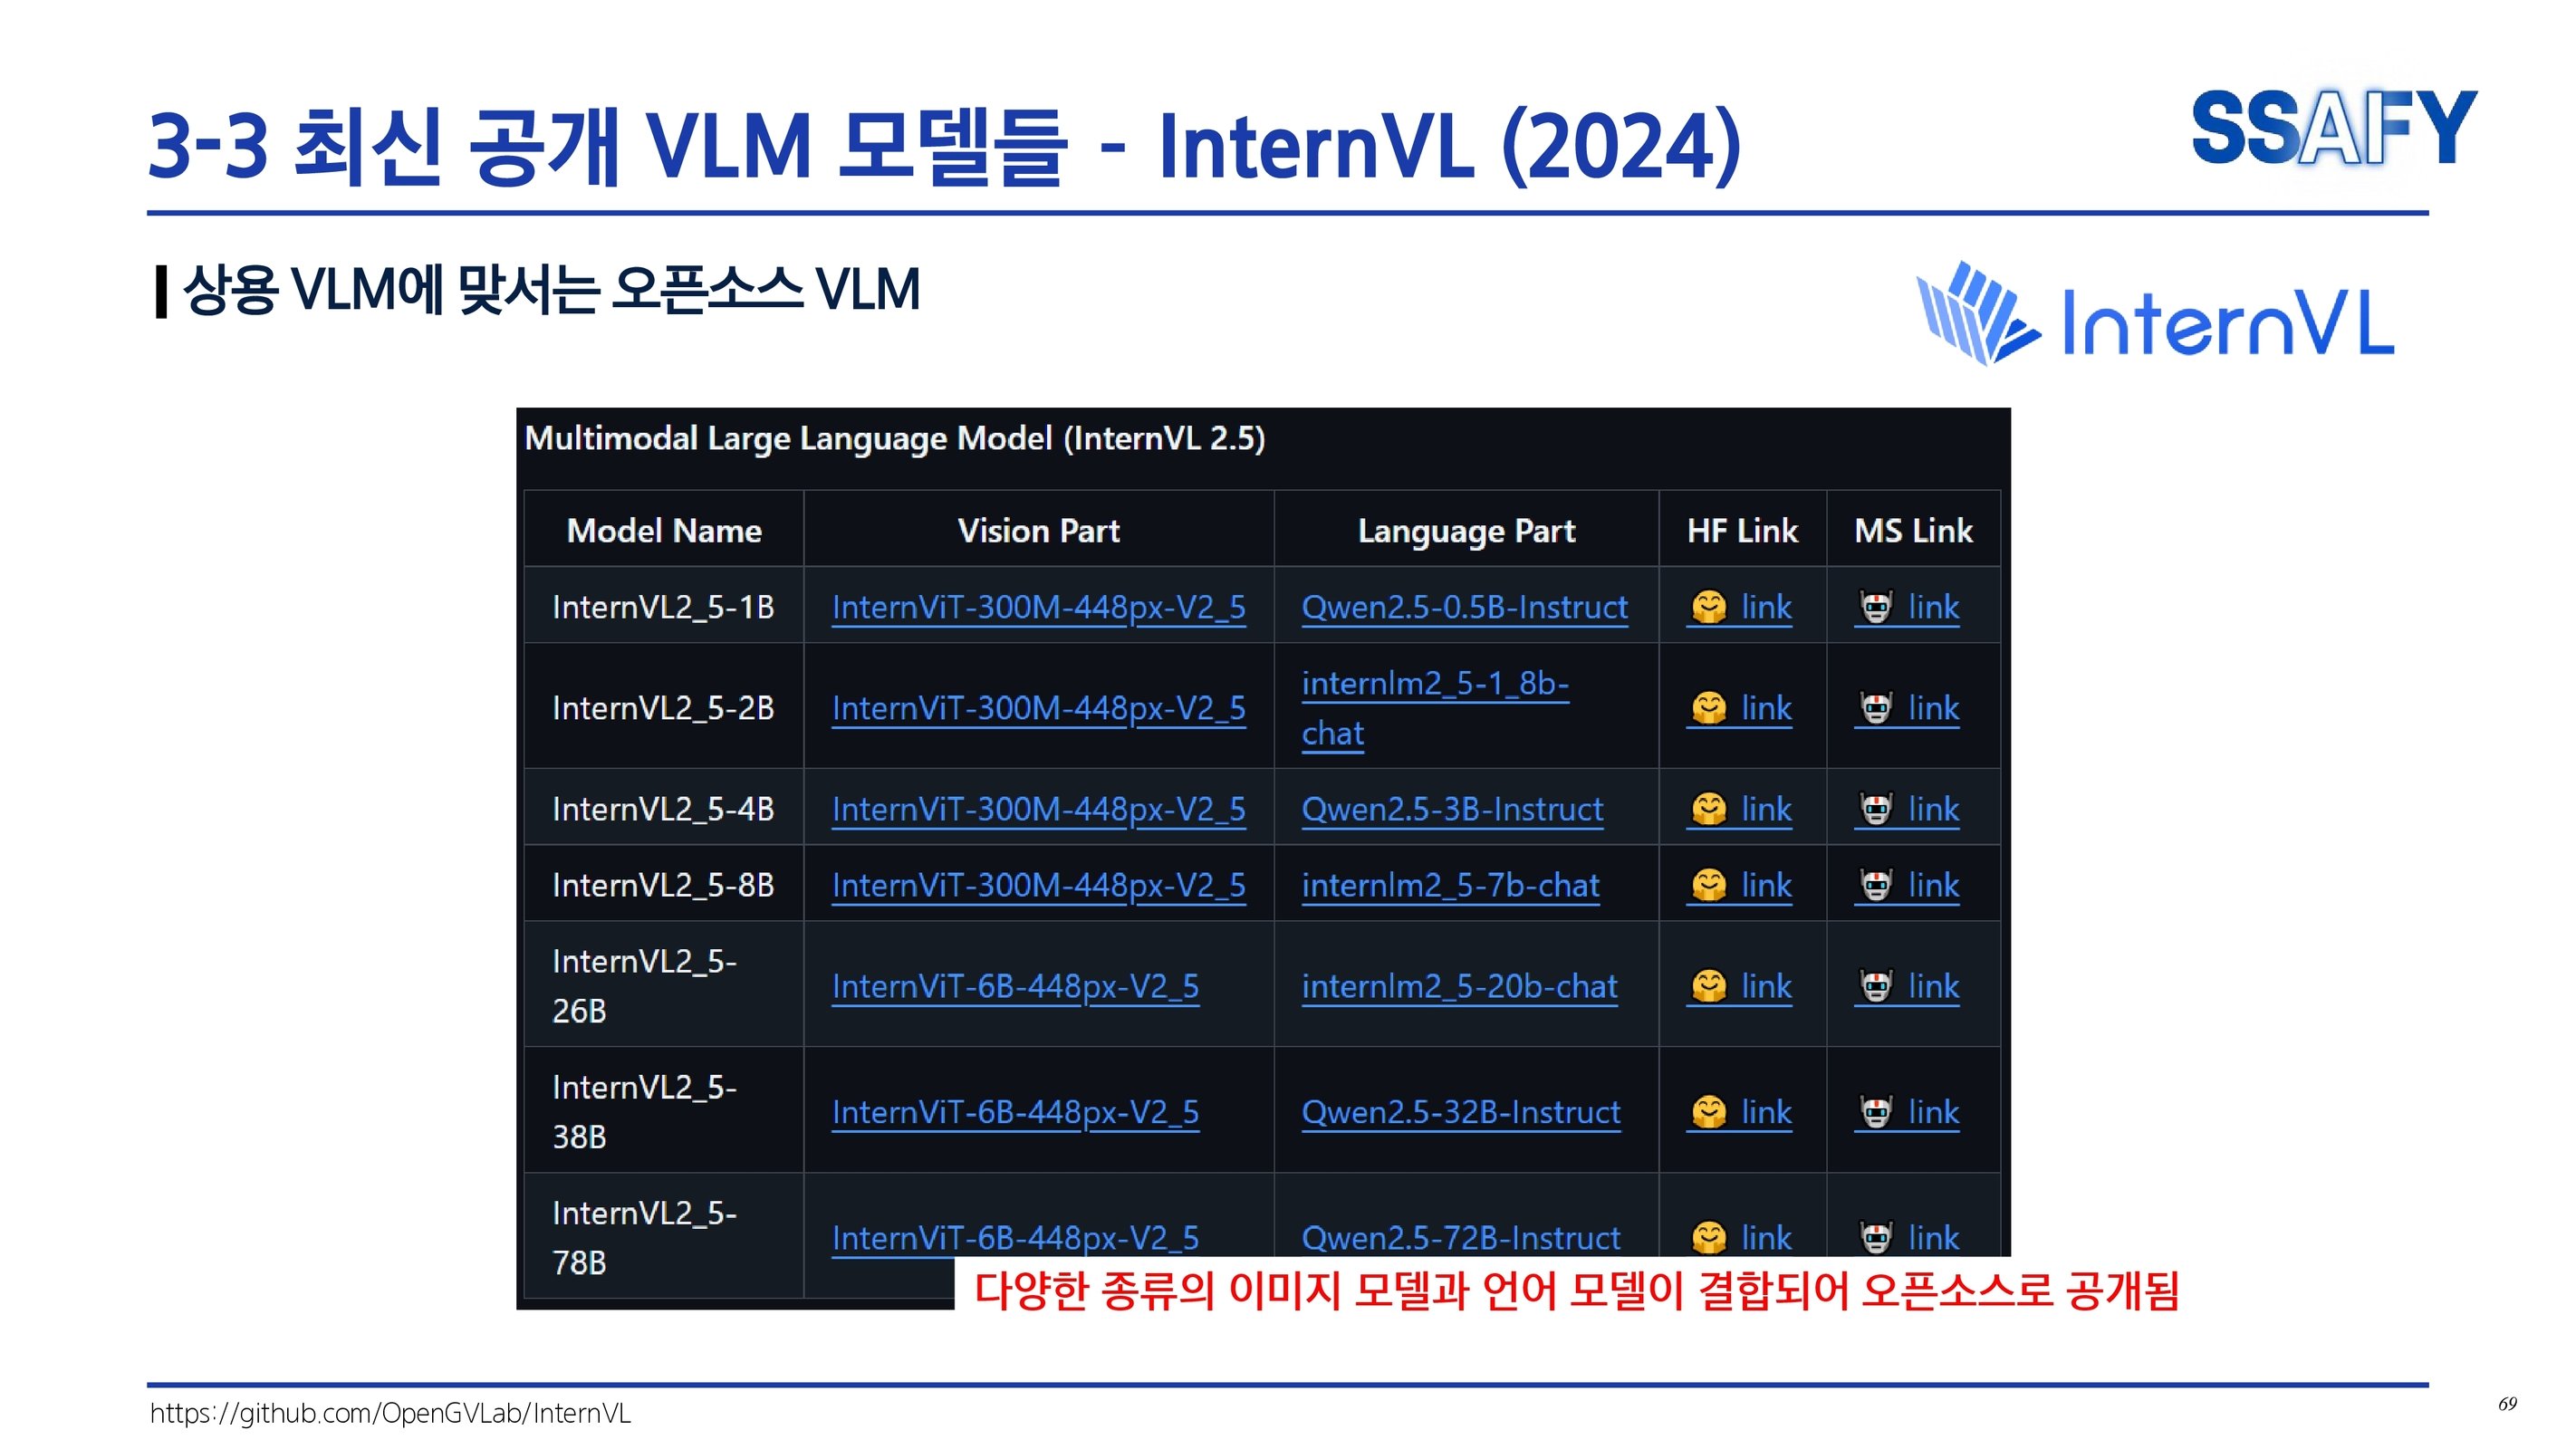 3-3 최신 공개 VLM 모델들 - InternVL (2024)
SSAFY
상용 VLM에 맞서는 오픈소스 VLM
InternVL
Multimodal Large Language Model (InternVL 2.5)
Model Name Vision Part Language Part HF Link MS Link
InternVL2_5-1B InternViT-300M-448px-V2_5 Qwen2.5-0.5B-Instruct 🤗 link 🤖 link
InternVL2_5-2B InternViT-300M-448px-V2_5 internlm2_5-1_8b-
chat 🤗 link 🤖 link
InternVL2_5-4B InternViT-300M-448px-V2_5 Qwen2.5-3B-Instruct 🤗 link 🤖 link
InternVL2_5-8B InternViT-300M-448px-V2_5 internlm2_5-7b-chat 🤗 link 🤖 link
InternVL2_5-
26B InternViT-6B-448px-V2_5 internlm2_5-20b-chat 🤗 link 🤖 link
InternVL2_5-
38B InternViT-6B-448px-V2_5 Qwen2.5-32B-Instruct 🤗 link 🤖 link
InternVL2_5-
78B InternViT-6B-448px-V2_5 Qwen2.5-72B-Instruct 🤗 link 🤖 link
다양한 종류의 이미지 모델과 언어 모델이 결합되어 오픈소스로 공개됨
https://github.com/OpenGVLab/InternVL
69